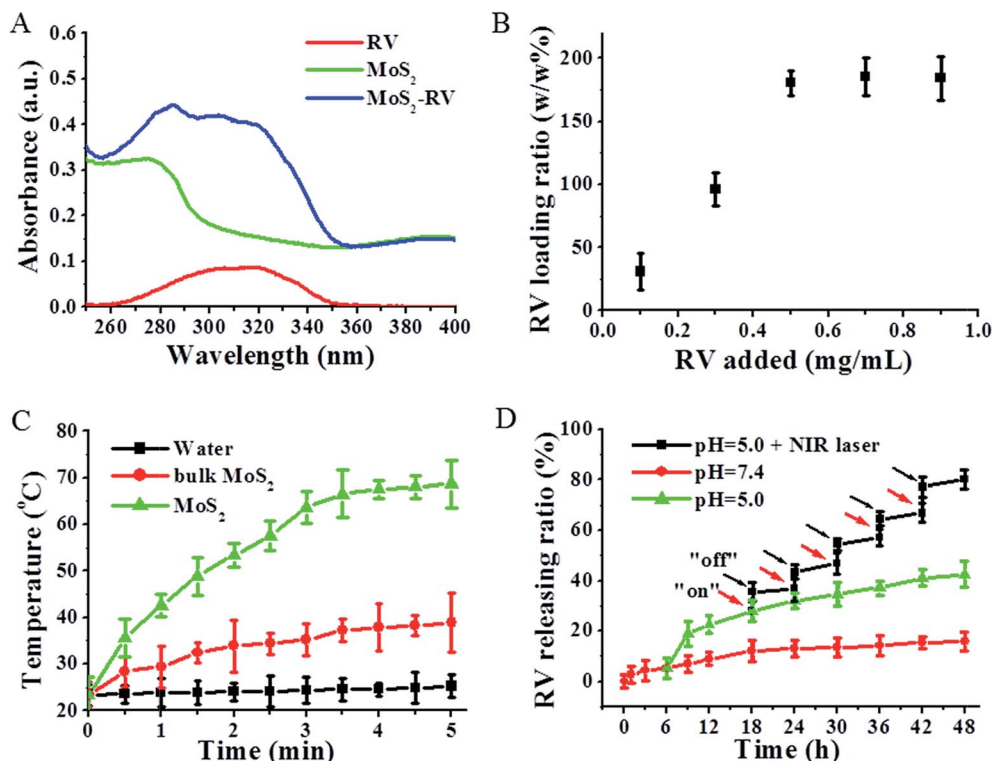 A
RV
MoS₂
MoS₂-RV
Absorbance (a.u.)
0.6
0.5
0.4
0.3
0.2
0.1
0.0
260 280 300 320 340 360 380 400
Wavelength (nm)
B
RV loading ratio (w/w%)
200
150
100
50
0
0.0 0.2 0.4 0.6 0.8 1.0
RV added (mg/mL)
C
Water
bulk MoS₂
MoS₂
Temperature (°C)
80
70
60
50
40
30
20
0 1 2 3 4 5
Time (min)
D
pH=5.0 + NIR laser
pH=7.4
pH=5.0
"off"
"on"
RV releasing ratio (%)
100
80
60
40
20
0
0 6 12 18 24 30 36 42 48
Time (h)